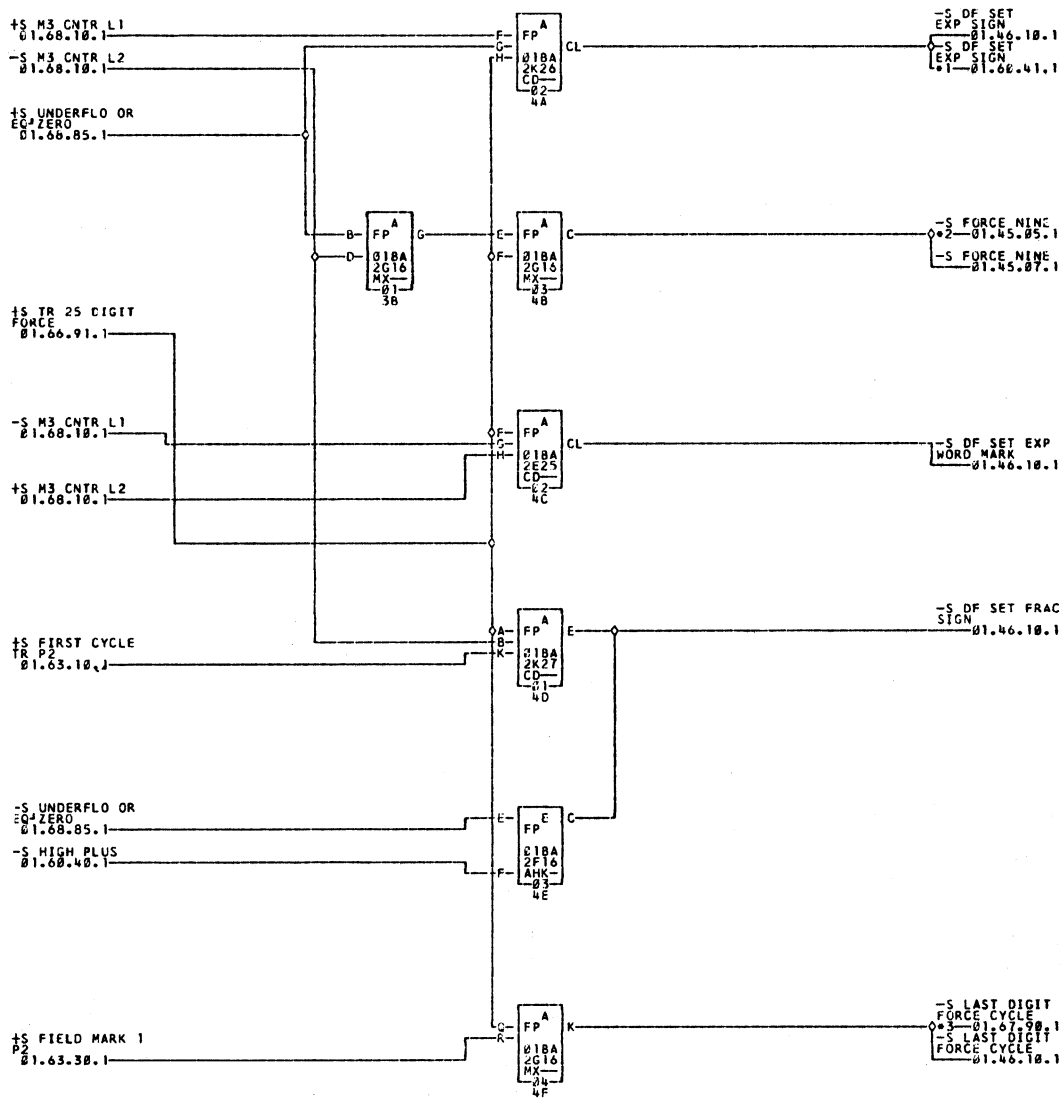 +S M3 CNTR L1
01.68.10.1
-S M3 CNTR L2
01.68.10.1
+S UNDERFLO OR
EQ'ZERO
01.68.85.1
+S TR 25 DIGIT
FORCE
01.66.91.1
-S M3 CNTR L1
01.68.10.1
+S M3 CNTR L2
01.68.10.1
+S FIRST CYCLE
TR P2
01.63.10.1
-S UNDERFLO OR
EQ'ZERO
01.68.85.1
-S HIGH PLUS
01.60.40.1
+S FIELD MARK 1
P2
01.63.30.1
B
D
A
FP
G
01BA
2G16
MX
01
3B
F
G
H
A
FP
CL
01BA
2K26
CD
02
4A
E
F
A
FP
C
01BA
2G16
MX
03
4B
F
G
H
A
FP
CL
01BA
2E25
CD
02
4C
A
B
K
A
FP
E
01BA
2K27
CD
01
4D
E
F
E
FP
C
01BA
2F16
AHK
03
4E
Q
R
A
FP
K
01BA
2G16
MX
04
4F
-S DF SET
EXP SIGN
01.46.10.1
-S DF SET
EXP SIGN
*1 01.60.41.1
-S FORCE NINE
*2 01.45.05.1
-S FORCE NINE
01.45.07.1
-S DF SET EXP
WORD MARK
01.46.10.1
-S DF SET FRAC
SIGN
01.46.10.1
-S LAST DIGIT
FORCE CYCLE
*3 01.67.90.1
-S LAST DIGIT
FORCE CYCLE
01.46.10.1